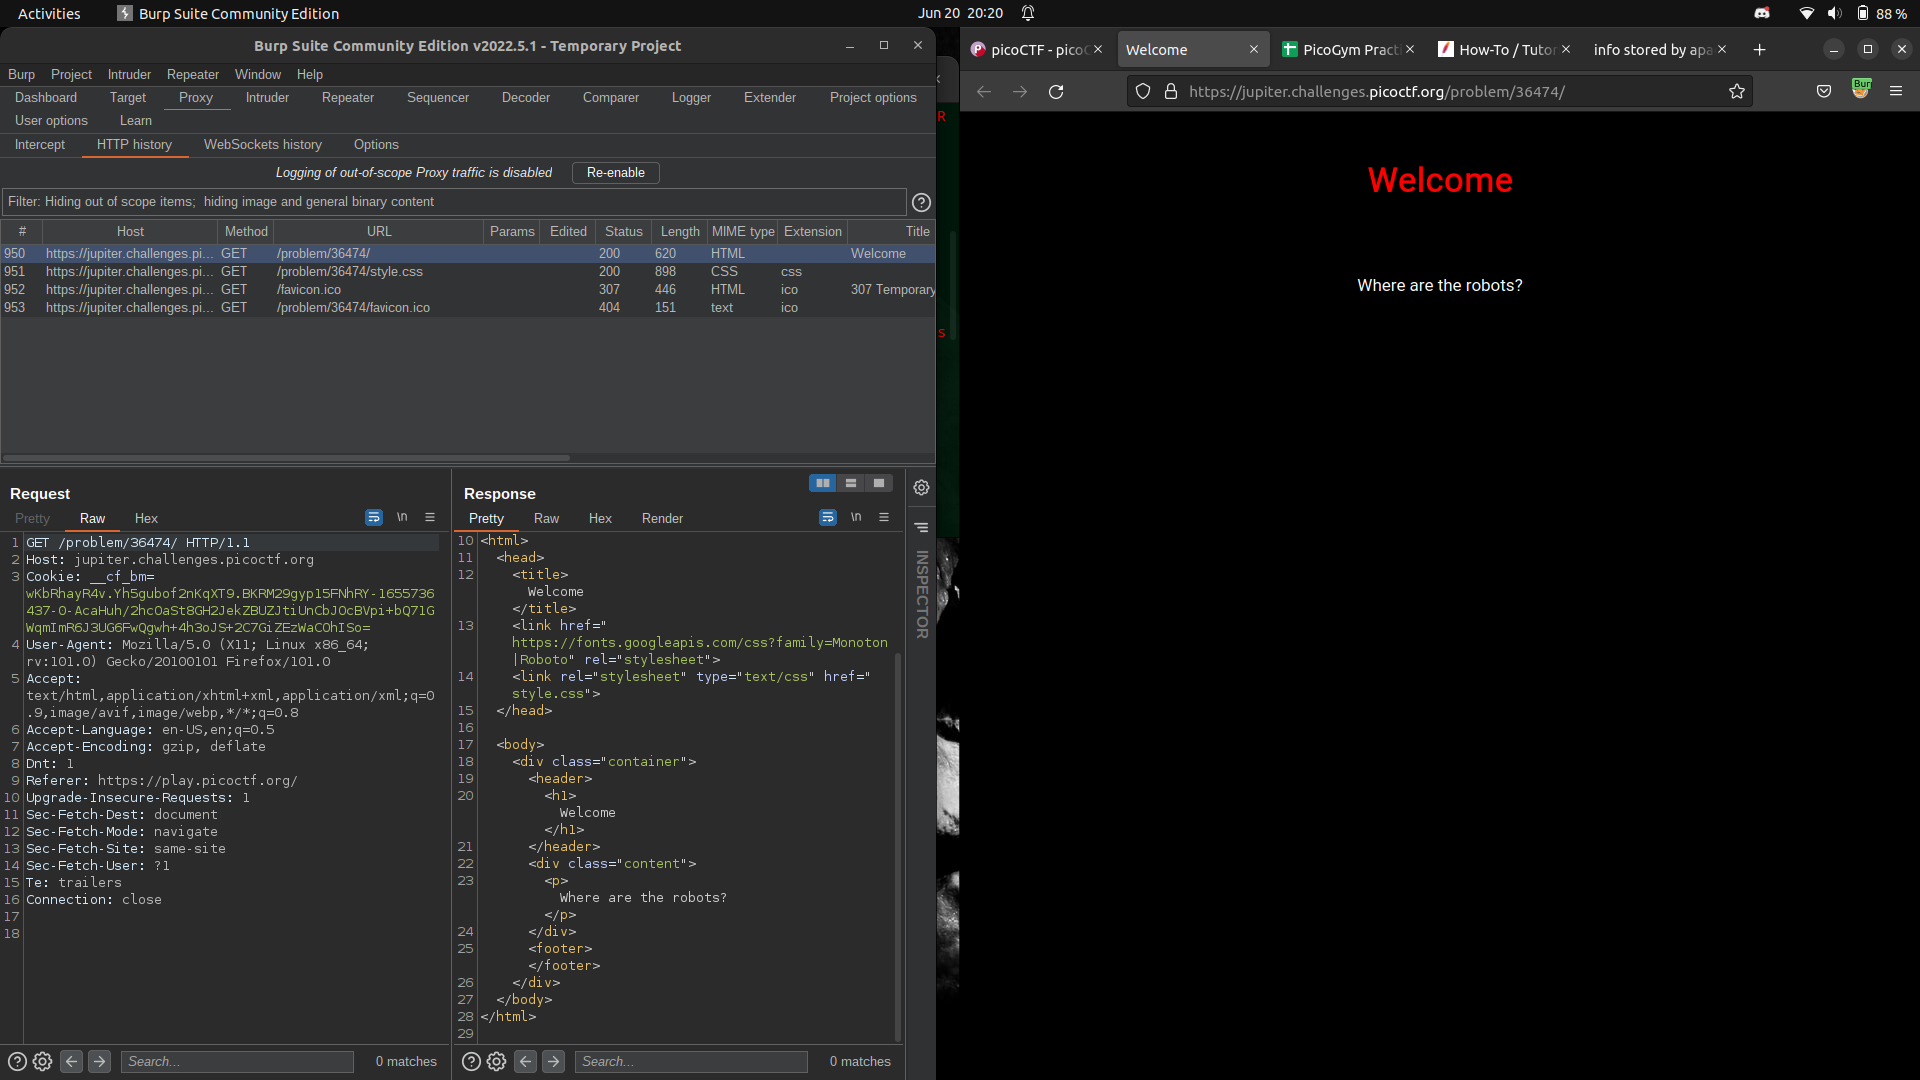 Activities
Burp Suite Community Edition
Jun 20 20:20
88 %
Burp Suite Community Edition v2022.5.1 - Temporary Project
Burp Project Intruder Repeater Window Help
Dashboard Target Proxy Intruder Repeater Sequencer Decoder Comparer Logger Extender Project options
User options Learn
Intercept HTTP history WebSockets history Options
Logging of out-of-scope Proxy traffic is disabled Re-enable
Filter: Hiding out of scope items; hiding image and general binary content
# Host Method URL Params Edited Status Length MIME type Extension Title
950 https://jupiter.challenges.pi... GET /problem/36474/ 200 620 HTML Welcome
951 https://jupiter.challenges.pi... GET /problem/36474/style.css 200 898 CSS css
952 https://jupiter.challenges.pi... GET /favicon.ico 307 446 HTML ico 307 Temporary
953 https://jupiter.challenges.pi... GET /problem/36474/favicon.ico 404 151 text ico
Request
Pretty Raw Hex
\n
1 GET /problem/36474/ HTTP/1.1
2 Host: jupiter.challenges.picoctf.org
3 Cookie: __cf_bm=
wKbRhayR4v.Yh5gubof2nKqXT9.BKRM29gyp15FNhRY-1655736
437-0-AcaHuh/2hcOaSt8GH2JekZBUZJtiUnCbJOcBVpi+bQ71G
WqmImR6J3UG6FwQgwh+4h3oJS+2C7GiZEzWaCOhISo=
4 User-Agent: Mozilla/5.0 (X11; Linux x86_64;
rv:101.0) Gecko/20100101 Firefox/101.0
5 Accept:
text/html,application/xhtml+xml,application/xml;q=0
.9,image/avif,image/webp,*/*;q=0.8
6 Accept-Language: en-US,en;q=0.5
7 Accept-Encoding: gzip, deflate
8 Dnt: 1
9 Referer: https://play.picoctf.org/
10 Upgrade-Insecure-Requests: 1
11 Sec-Fetch-Dest: document
12 Sec-Fetch-Mode: navigate
13 Sec-Fetch-Site: same-site
14 Sec-Fetch-User: ?1
15 Te: trailers
16 Connection: close
17
18
Search... 0 matches
Response
Pretty Raw Hex Render
\n
10 <html>
11 <head>
12 <title>
Welcome
</title>
13 <link href="
https://fonts.googleapis.com/css?family=Monoton
|Roboto" rel="stylesheet">
14 <link rel="stylesheet" type="text/css" href="
style.css">
15 </head>
16
17 <body>
18 <div class="container">
19 <header>
20 <h1>
Welcome
</h1>
21 </header>
22 <div class="content">
23 <p>
Where are the robots?
</p>
24 </div>
25 <footer>
</footer>
26 </div>
27 </body>
28 </html>
29
Search... 0 matches
INSPECTOR
R
s
picoCTF - picoC
Welcome
PicoGym Practi
How-To / Tutor
info stored by apa
https://jupiter.challenges.picoctf.org/problem/36474/
Bur
Welcome
Where are the robots?